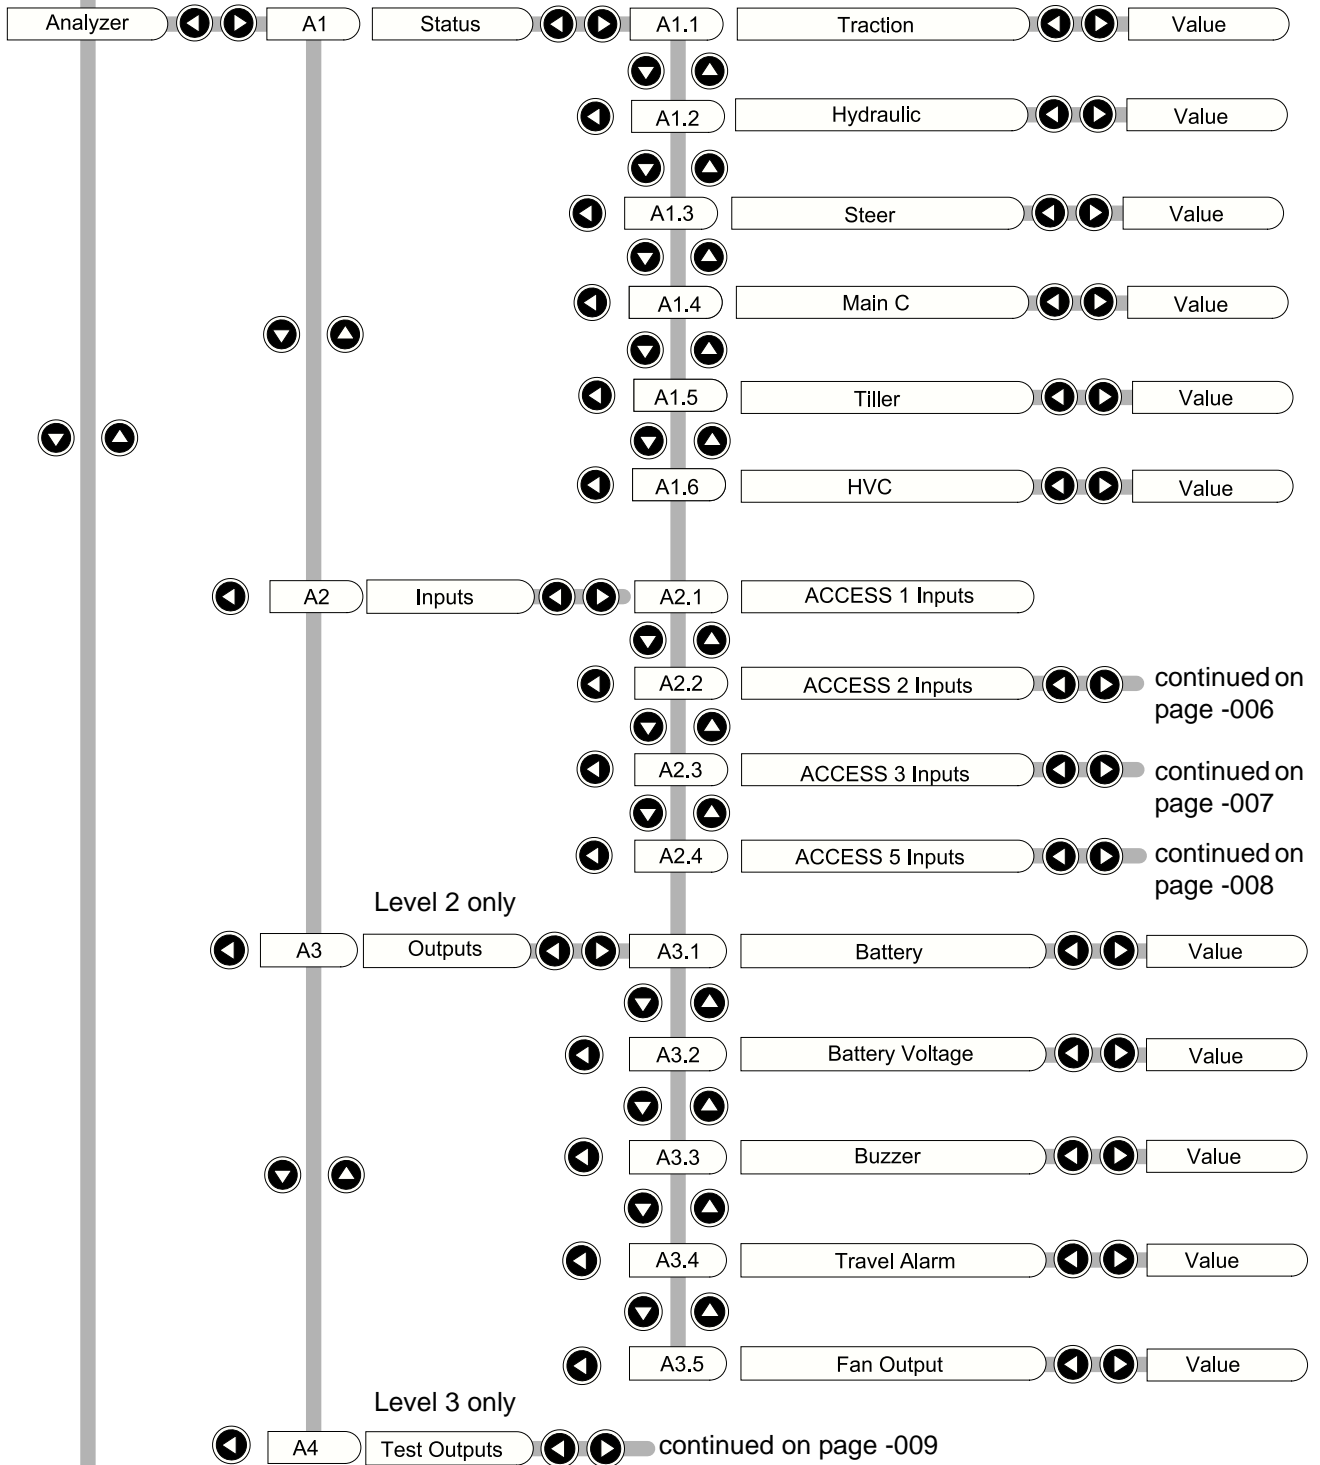 Analyzer A1 Status A1.1 Traction Value
A1.2 Hydraulic Value
A1.3 Steer Value
A1.4 Main C Value
A1.5 Tiller Value
A1.6 HVC Value
A2 Inputs A2.1 ACCESS 1 Inputs
A2.2 ACCESS 2 Inputs continued on
page -006
A2.3 ACCESS 3 Inputs continued on
page -007
A2.4 ACCESS 5 Inputs continued on
page -008
Level 2 only
A3 Outputs A3.1 Battery Value
A3.2 Battery Voltage Value
A3.3 Buzzer Value
A3.4 Travel Alarm Value
A3.5 Fan Output Value
Level 3 only
A4 Test Outputs continued on page -009